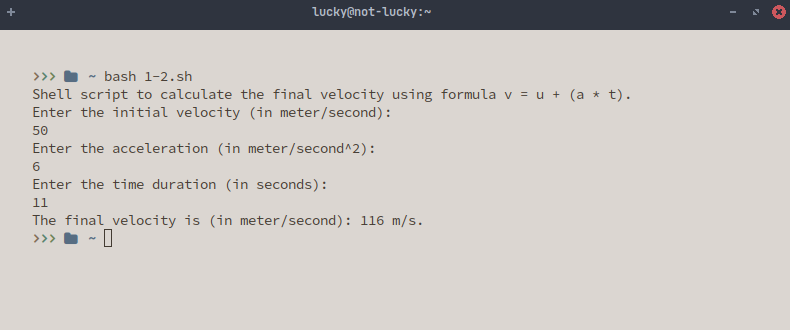 lucky@not-lucky:~
>>> ~ bash 1-2.sh
Shell script to calculate the final velocity using formula v = u + (a * t).
Enter the initial velocity (in meter/second):
50
Enter the acceleration (in meter/second^2):
6
Enter the time duration (in seconds):
11
The final velocity is (in meter/second): 116 m/s.
>>> ~